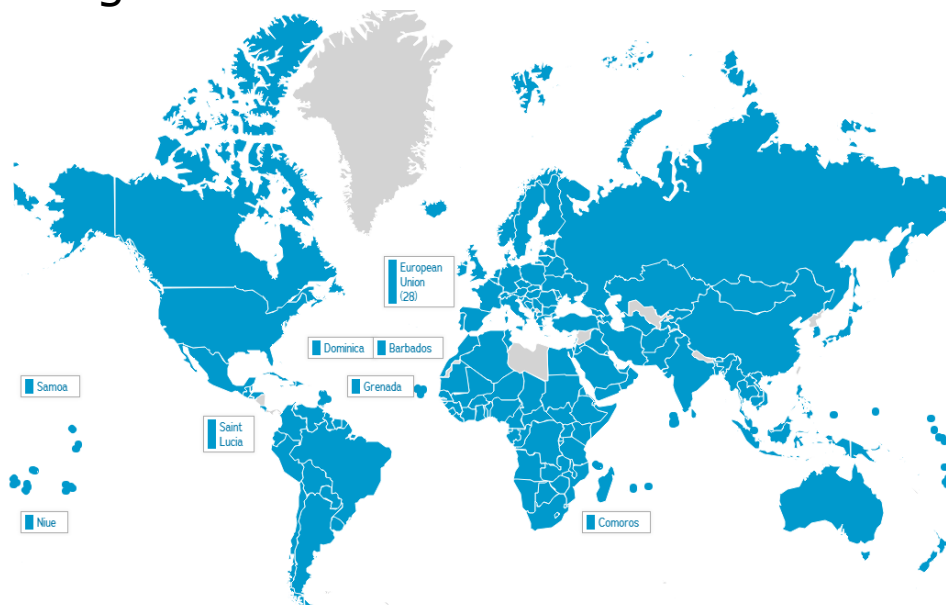 g
European
Union
(28)
Dominica
Barbados
Samoa
Grenada
Saint
Lucia
Niue
Comoros